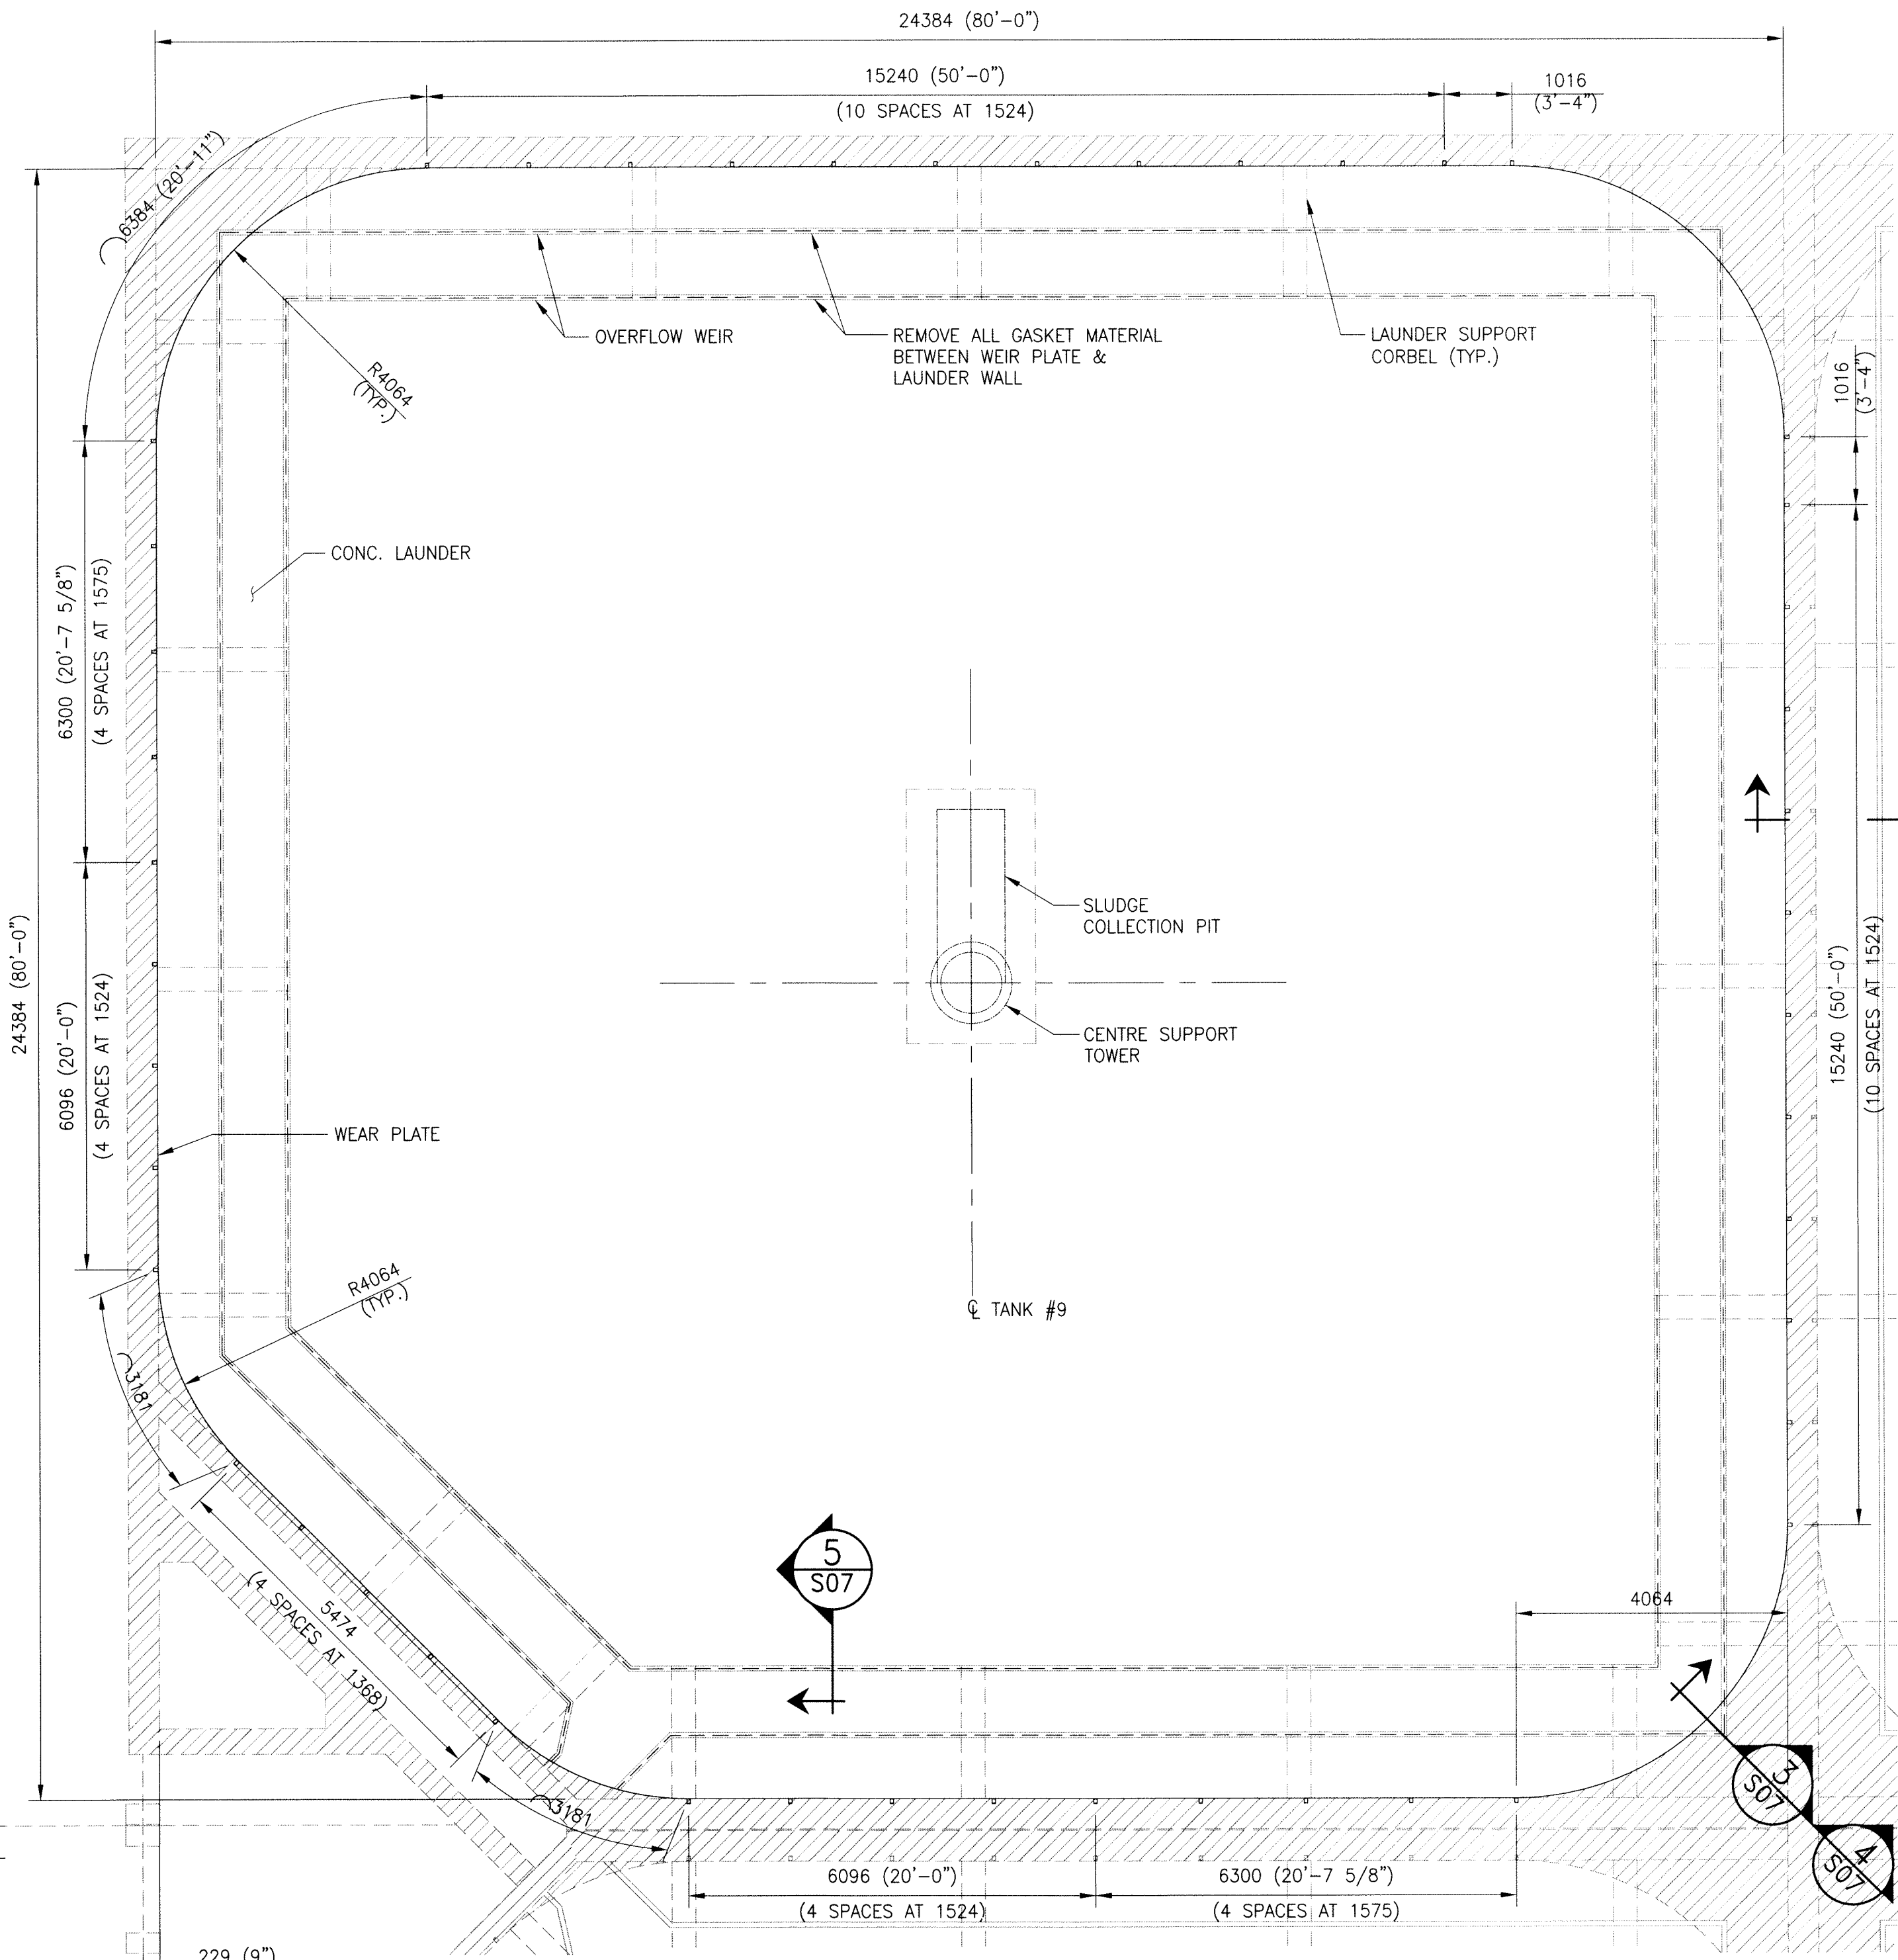 24384 (80'-0")
15240 (50'-0")
(10 SPACES AT 1524)
1016
(3'-4")
6384 (20'-11")
OVERFLOW WEIR
REMOVE ALL GASKET MATERIAL
BETWEEN WEIR PLATE &
LAUNDER WALL
LAUNDER SUPPORT
CORBEL (TYP.)
R4064
(TYP.)
1016
(3'-4")
CONC. LAUNDER
6300 (20'-7 5/8")
(4 SPACES AT 1575)
SLUDGE
COLLECTION PIT
24384 (80'-0")
6096 (20'-0")
(4 SPACES AT 1524)
15240 (50'-0")
(10 SPACES AT 1524)
CENTRE SUPPORT
TOWER
WEAR PLATE
R4064
(TYP.)
℄ TANK #9
3181
5
S07
5474
(4 SPACES AT 1368)
4064
3
S07
3181
4
S07
6096 (20'-0")
(4 SPACES AT 1524)
6300 (20'-7 5/8")
(4 SPACES AT 1575)
229 (9")